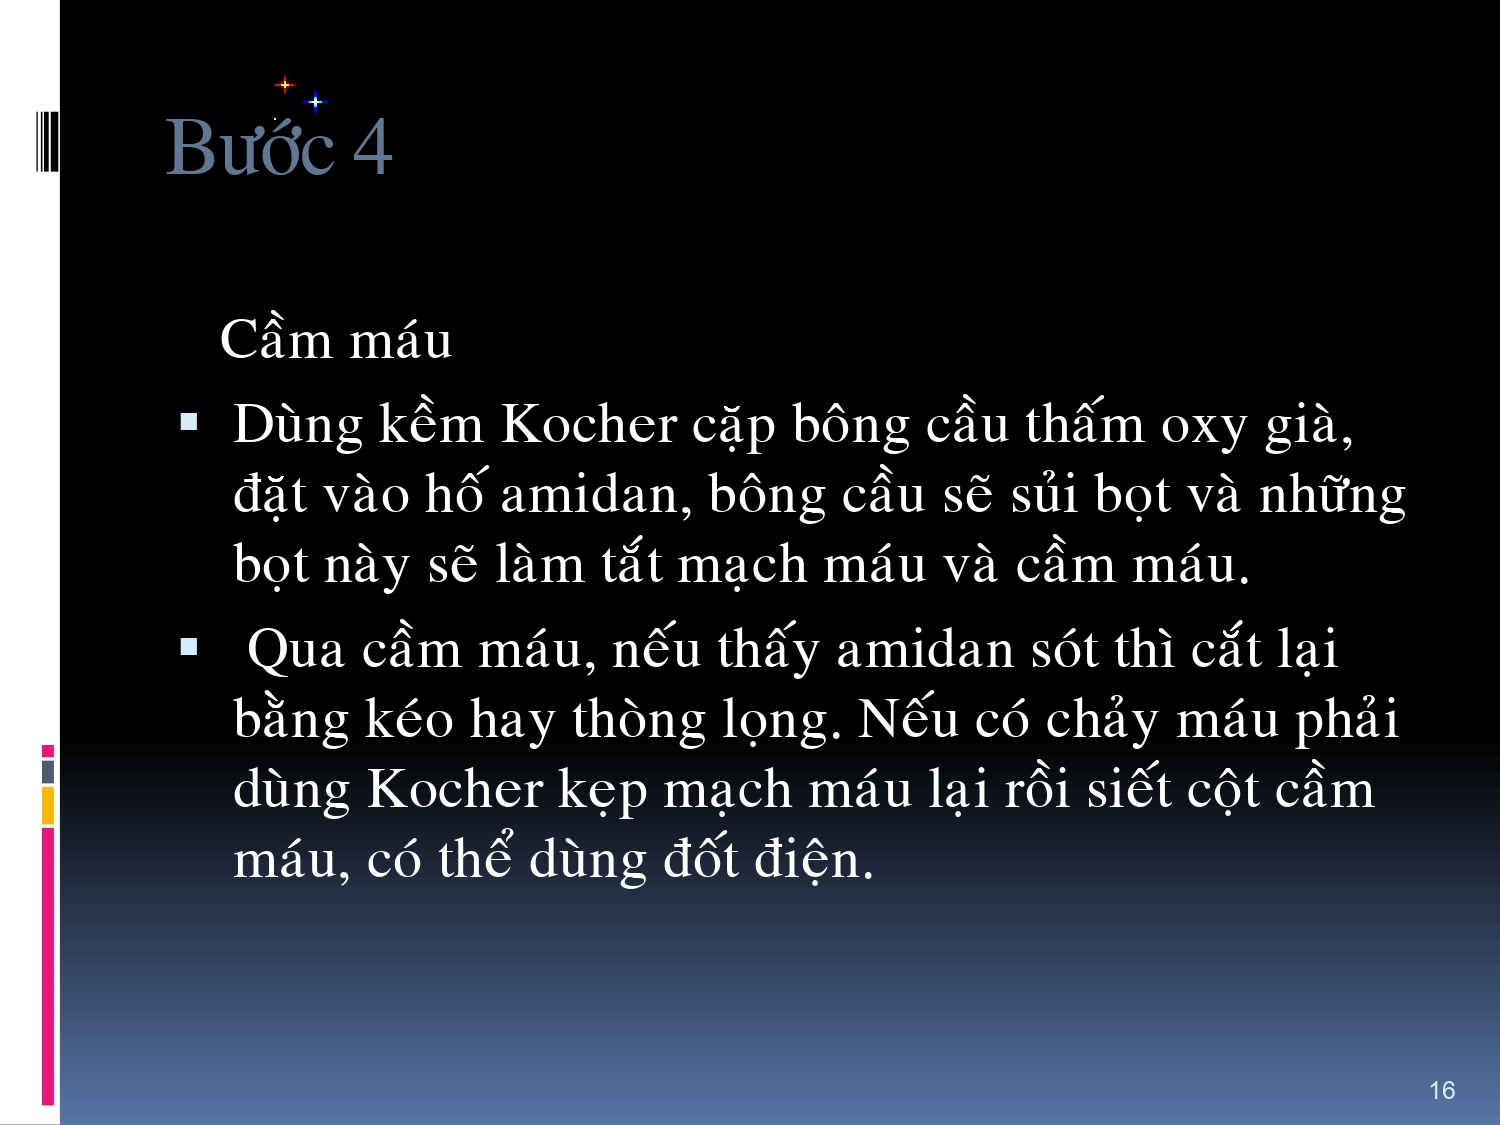 Bước 4
Cầm máu
Dùng kềm Kocher cặp bông cầu thấm oxy già,
đặt vào hố amidan, bông cầu sẽ sủi bọt và những
bọt này sẽ làm tắt mạch máu và cầm máu.
Qua cầm máu, nếu thấy amidan sót thì cắt lại
bằng kéo hay thòng lọng. Nếu có chảy máu phải
dùng Kocher kẹp mạch máu lại rồi siết cột cầm
máu, có thể dùng đốt điện.
16